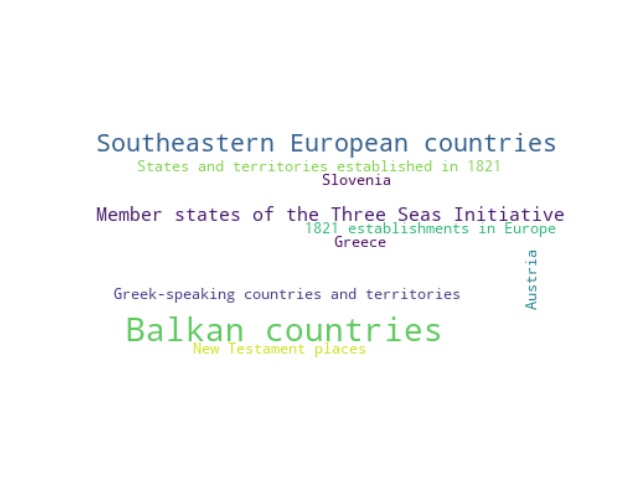 Southeastern European countries
States and territories established in 1821
Slovenia
Member states of the Three Seas Initiative
1821 establishments in Europe
Greece
Austria
Greek-speaking countries and territories
Balkan countries
New Testament places